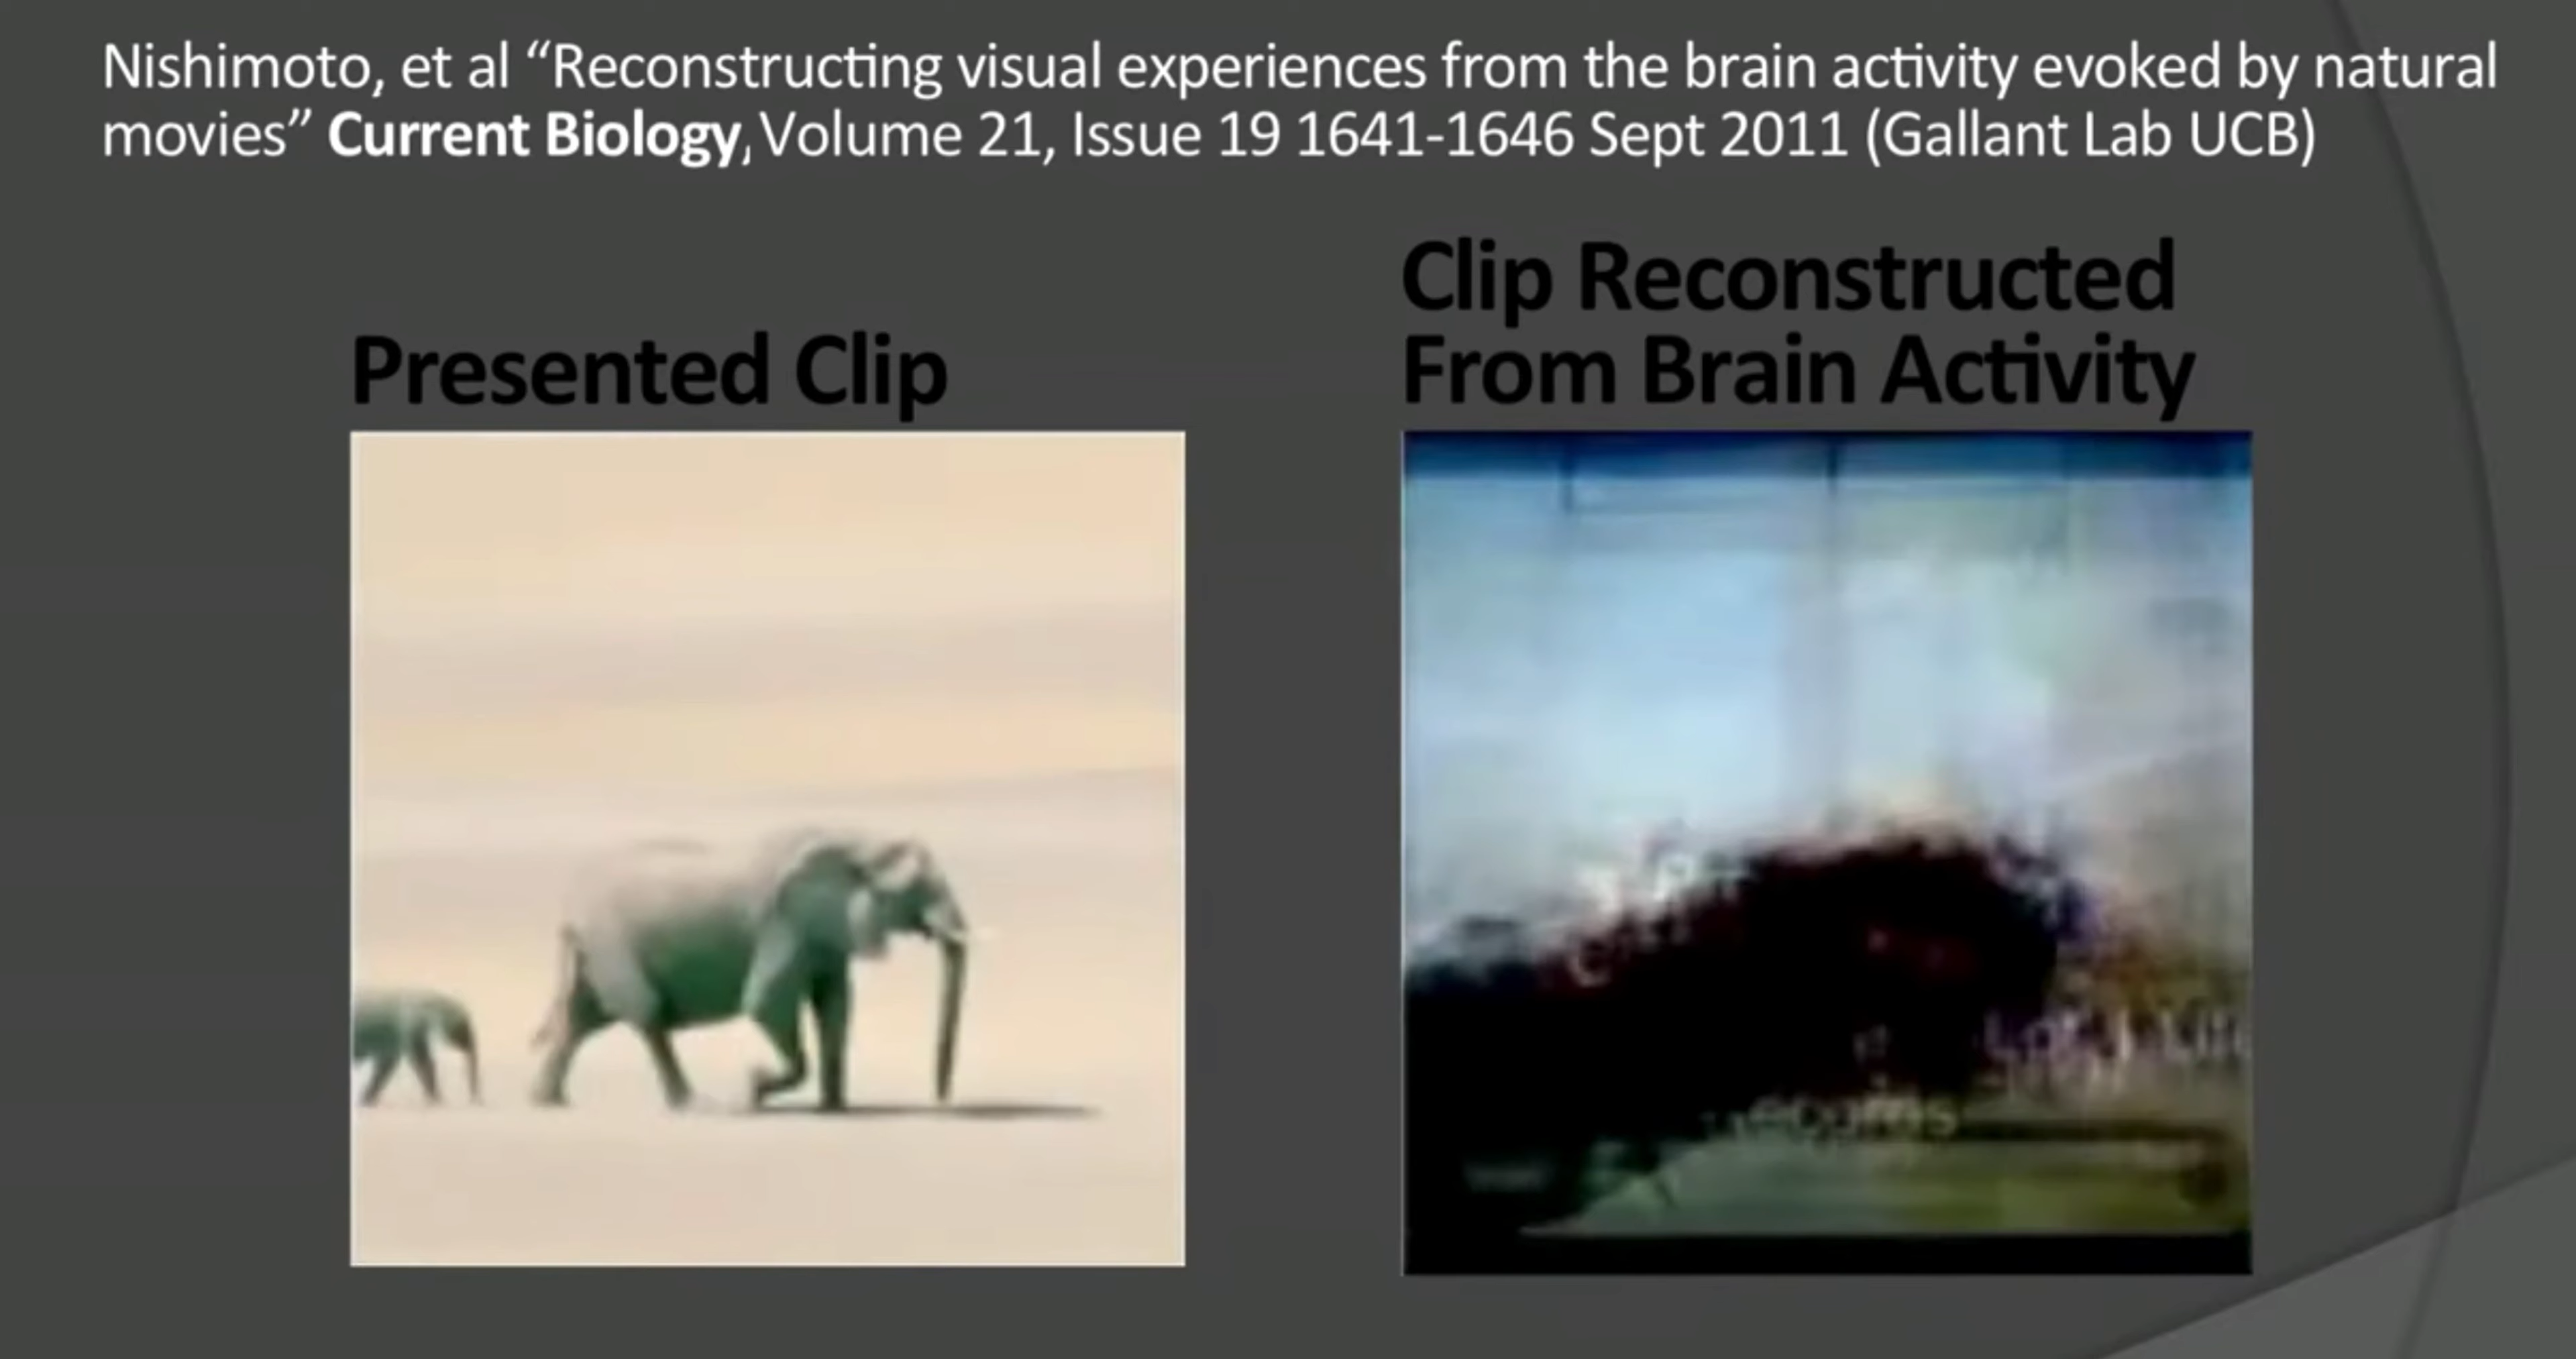 Nishimoto, et al “Reconstructing visual experiences from the brain activity evoked by natural
movies” Current Biology, Volume 21, Issue 19 1641-1646 Sept 2011 (Gallant Lab UCB)
Presented Clip
Clip Reconstructed
From Brain Activity